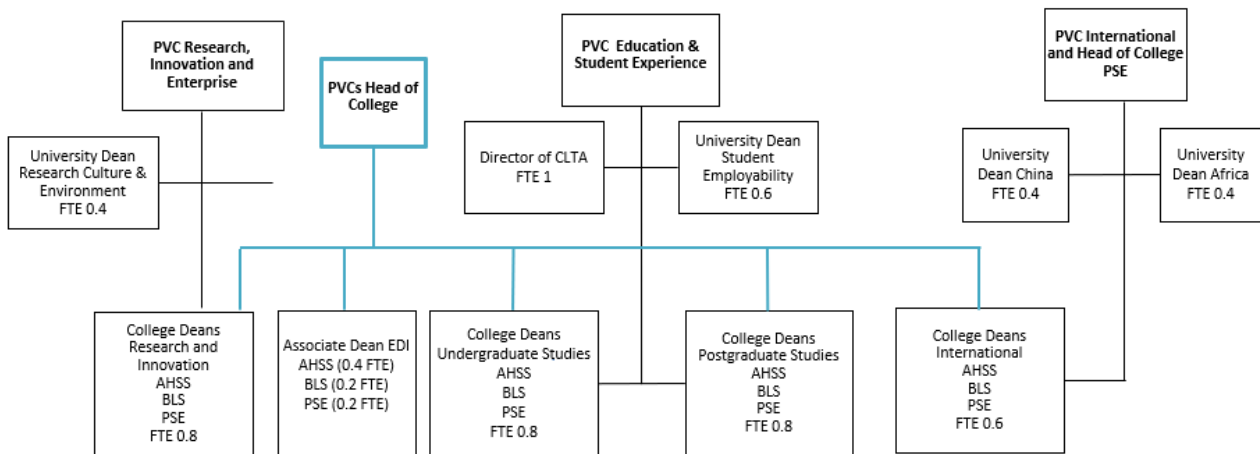 PVC Research,
Innovation and
Enterprise
PVCs Head of
College
PVC Education &
Student Experience
PVC International
and Head of College
PSE
University Dean
Research Culture &
Environment
FTE 0.4
Director of CLTA
FTE 1
University Dean
Student
Employability
FTE 0.6
University
Dean China
FTE 0.4
University
Dean Africa
FTE 0.4
College Deans
Research and
Innovation
AHSS
BLS
PSE
FTE 0.8
Associate Dean EDI
AHSS (0.4 FTE)
BLS (0.2 FTE)
PSE (0.2 FTE)
College Deans
Undergraduate Studies
AHSS
BLS
PSE
FTE 0.8
College Deans
Postgraduate Studies
AHSS
BLS
PSE
FTE 0.8
College Deans
International
AHSS
BLS
PSE
FTE 0.6